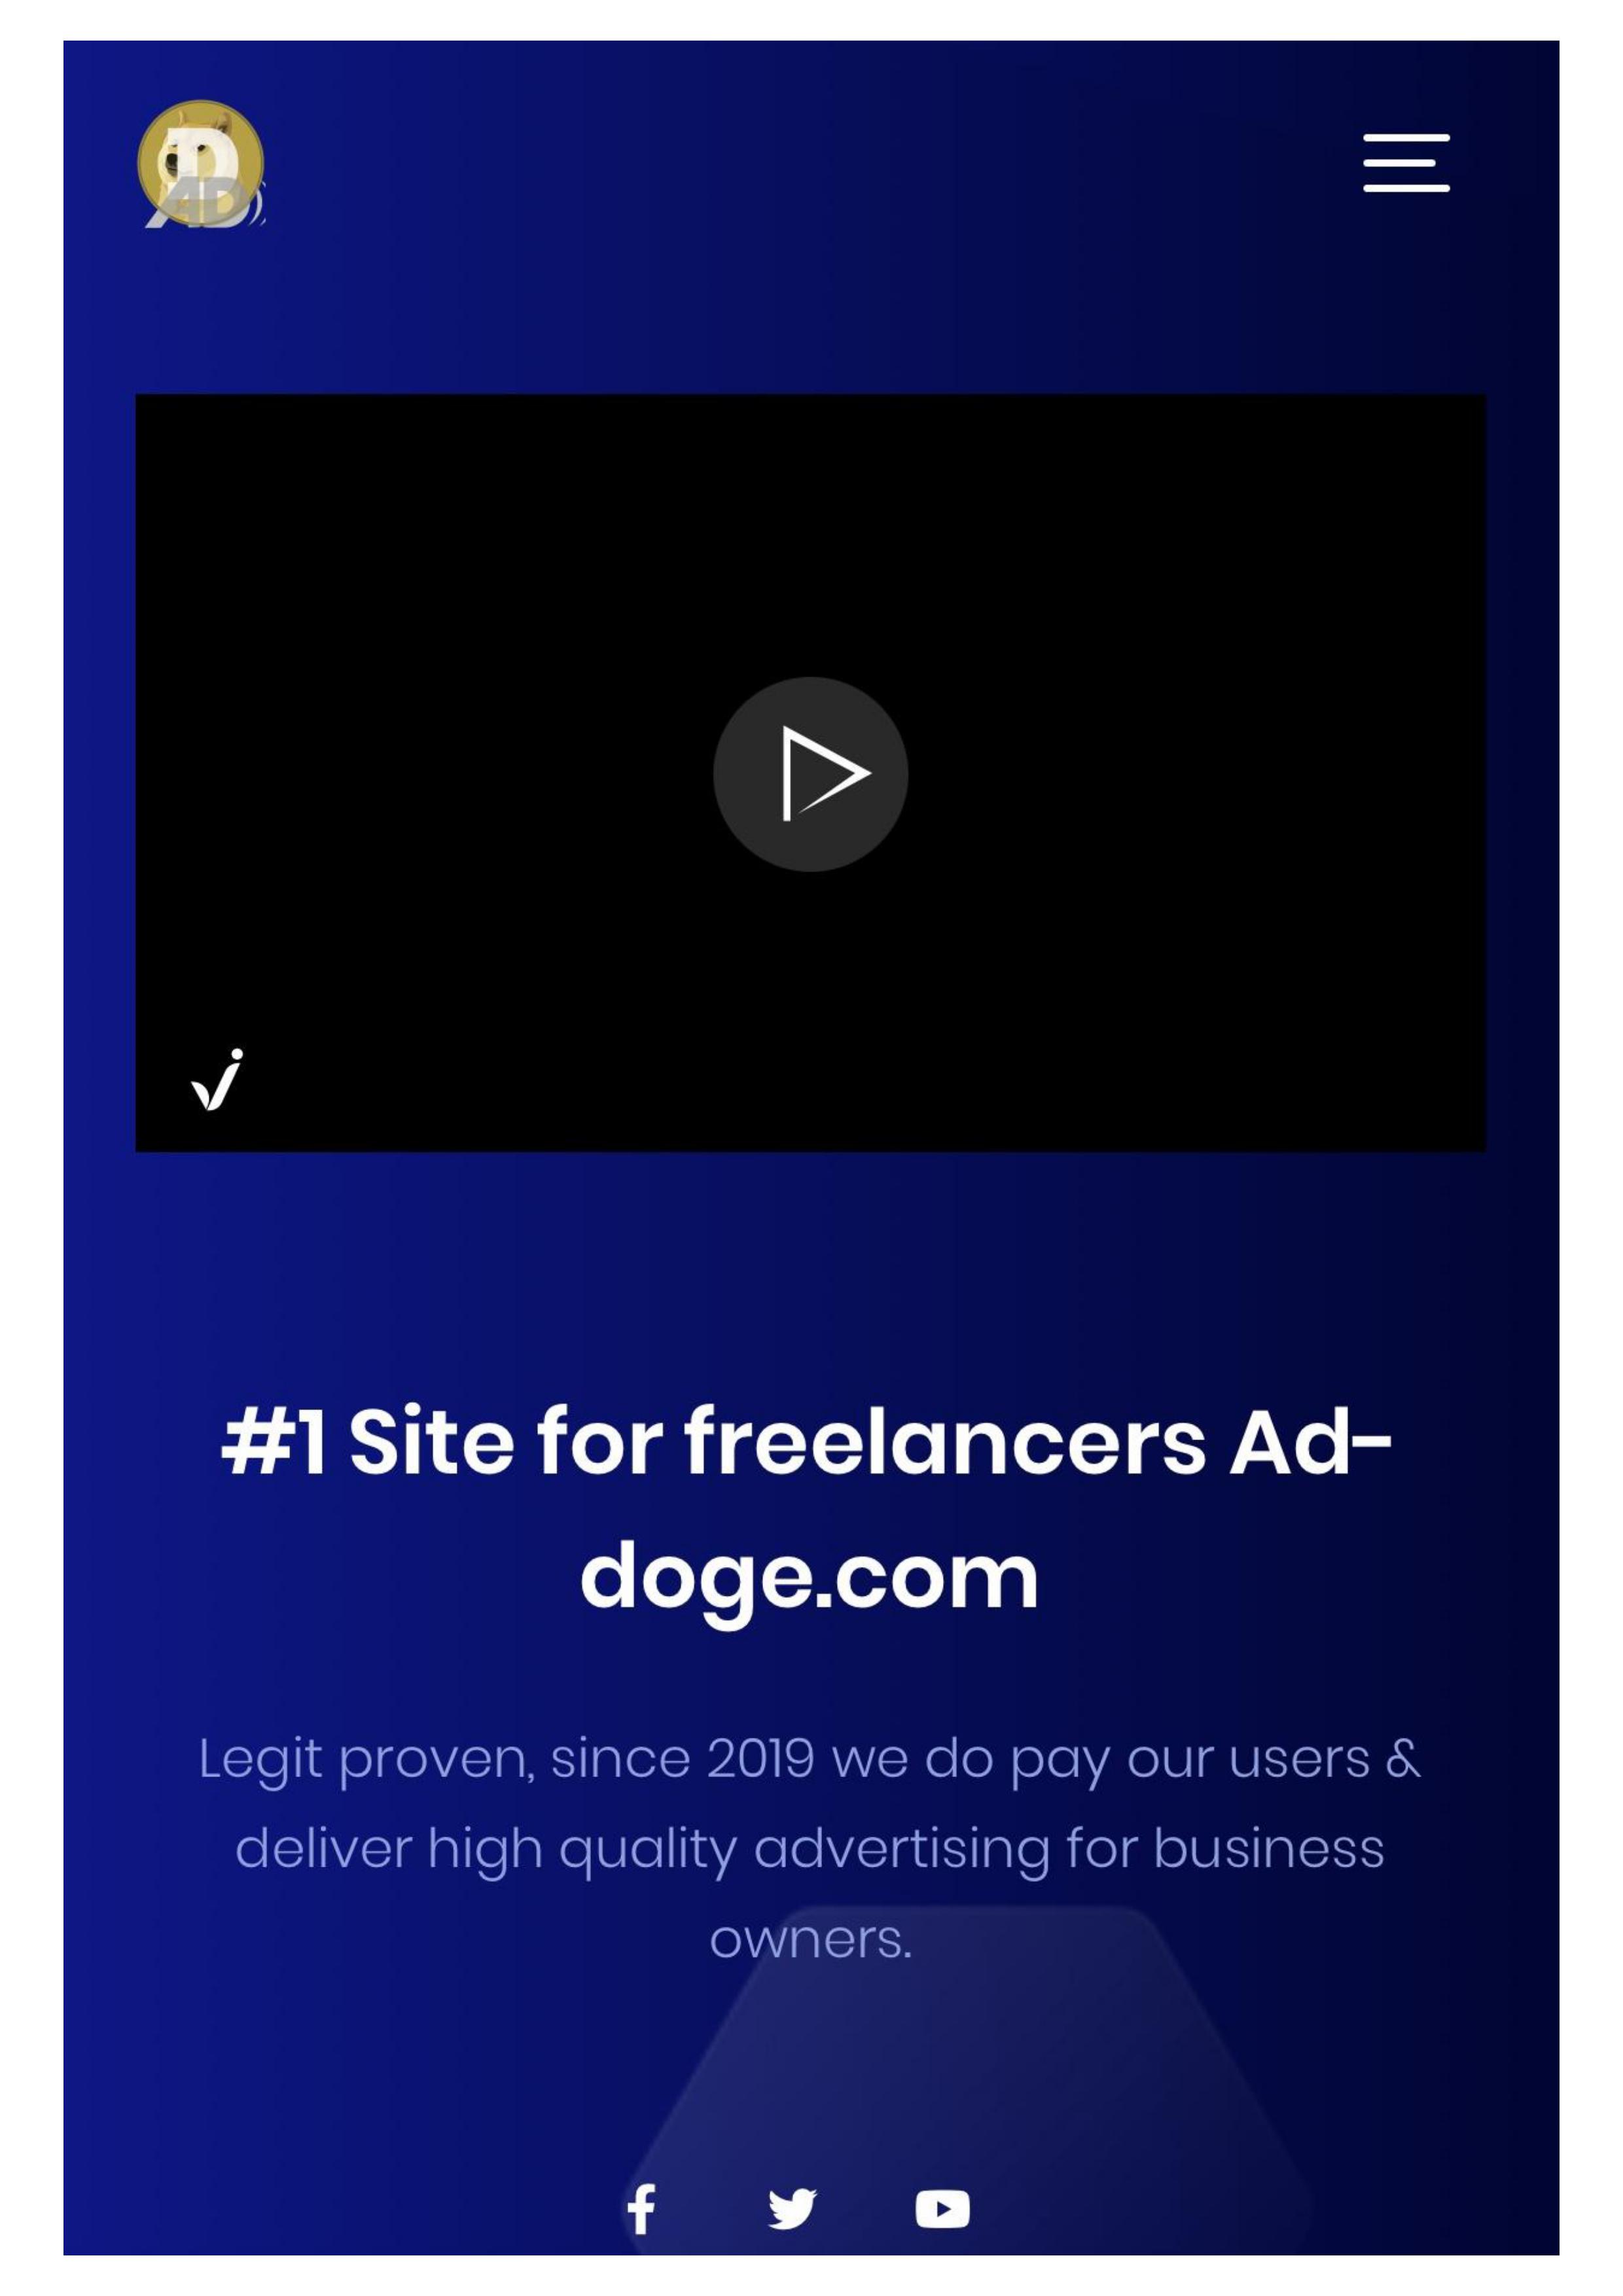 AD
#1 Site for freelancers Ad-
doge.com
Legit proven, since 2019 we do pay our users &
deliver high quality advertising for business
owners.